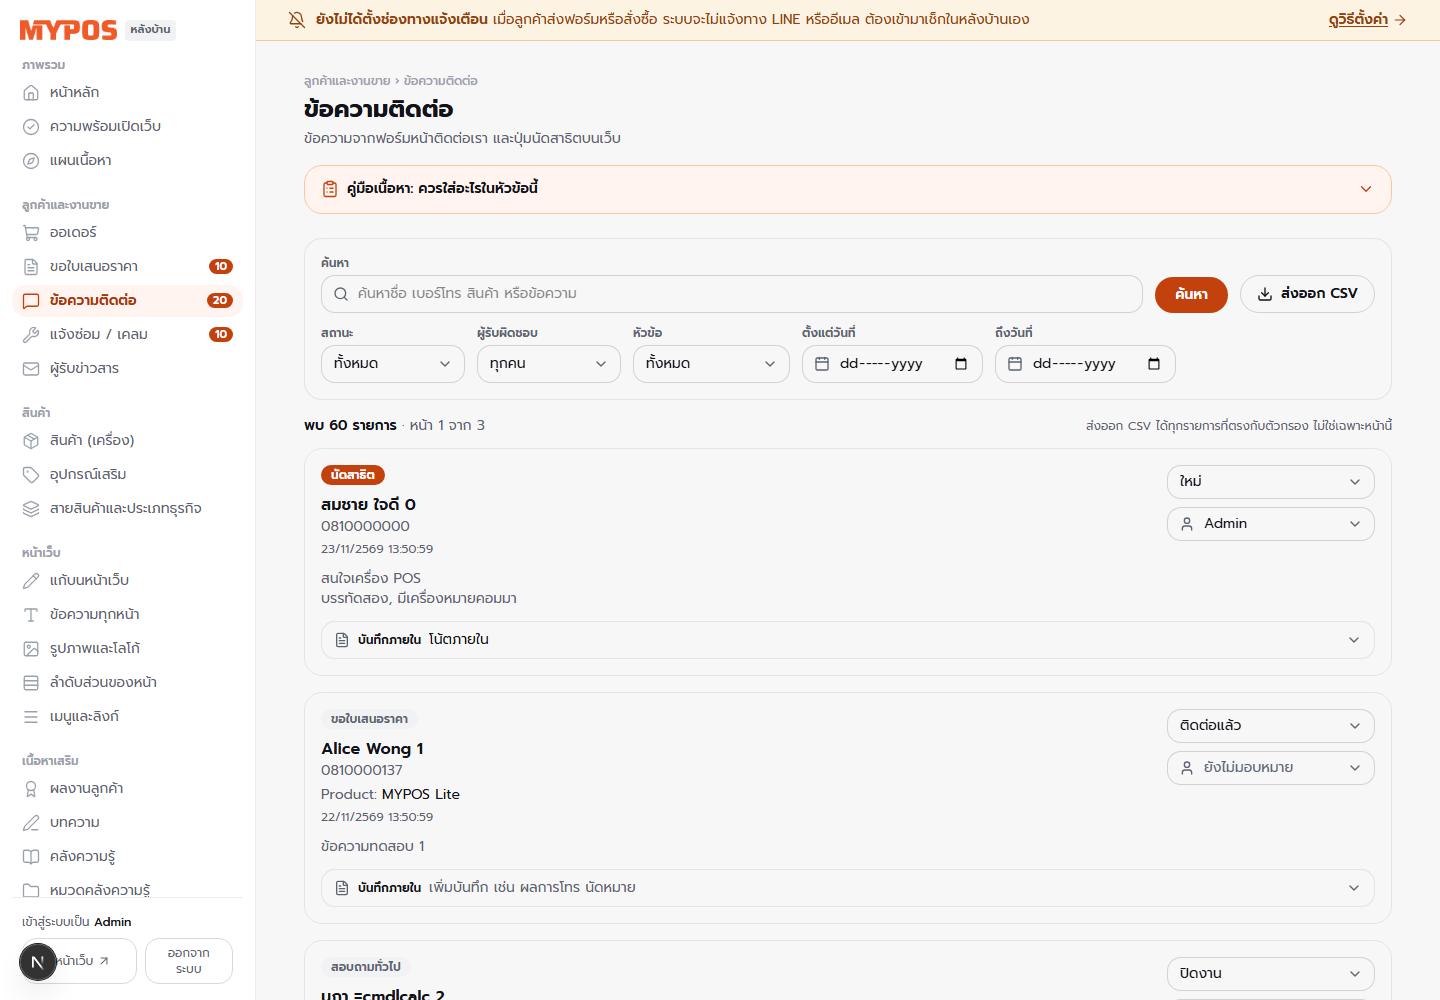 MYPOS หลังบ้าน
ภาพรวม
หน้าหลัก
ความพร้อมเปิดเว็บ
แผนเนื้อหา
ลูกค้าและงานขาย
ออเดอร์
ขอใบเสนอราคา 10
ข้อความติดต่อ 20
แจ้งซ่อม / เคลม 10
ผู้รับข่าวสาร
สินค้า
สินค้า (เครื่อง)
อุปกรณ์เสริม
สายสินค้าและประเภทธุรกิจ
หน้าเว็บ
แก้บนหน้าเว็บ
ข้อความทุกหน้า
รูปภาพและโลโก้
ลำดับส่วนของหน้า
เมนูและลิงก์
เนื้อหาเสริม
ผลงานลูกค้า
บทความ
คลังความรู้
หมวดคลังความรู้
เข้าสู่ระบบเป็น Admin
N
หน้าเว็บ
ออกจาก
ระบบ
ยังไม่ได้ตั้งช่องทางแจ้งเตือน เมื่อลูกค้าส่งฟอร์มหรือสั่งซื้อ ระบบจะไม่แจ้งทาง LINE หรืออีเมล ต้องเข้ามาเช็กในหลังบ้านเอง ดูวิธีตั้งค่า
ลูกค้าและงานขาย › ข้อความติดต่อ
ข้อความติดต่อ
ข้อความจากฟอร์มหน้าติดต่อเรา และปุ่มนัดสาธิตบนเว็บ
คู่มือเนื้อหา: ควรใส่อะไรในหัวข้อนี้
ค้นหา
ค้นหาชื่อ เบอร์โทร สินค้า หรือข้อความ ค้นหา ส่งออก CSV
สถานะ ผู้รับผิดชอบ หัวข้อ ตั้งแต่วันที่ ถึงวันที่
ทั้งหมด ทุกคน ทั้งหมด dd-----yyyy dd-----yyyy
พบ 60 รายการ · หน้า 1 จาก 3 ส่งออก CSV ได้ทุกรายการที่ตรงกับตัวกรอง ไม่ใช่เฉพาะหน้านี้
นัดสาธิต ใหม่
สมชาย ใจดี 0
0810000000 Admin
23/11/2569 13:50:59
สนใจเครื่อง POS
บรรทัดสอง, มีเครื่องหมายคอมมา
บันทึกภายใน โน้ตภายใน
ขอใบเสนอราคา ติดต่อแล้ว
Alice Wong 1
0810000137 ยังไม่มอบหมาย
Product: MYPOS Lite
22/11/2569 13:50:59
ข้อความทดสอบ 1
บันทึกภายใน เพิ่มบันทึก เช่น ผลการโทร นัดหมาย
สอบถามทั่วไป ปิดงาน
นภา =cmd|calc 2